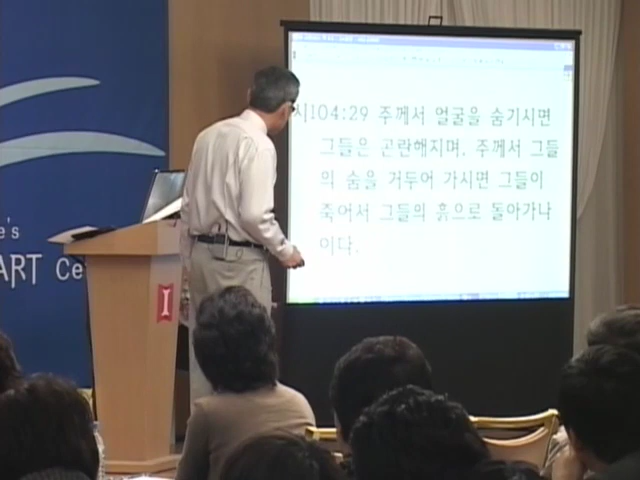 시104:29 주께서 얼굴을 숨기시면
그들은 곤란해지며, 주께서 그들
의 숨을 거두어 가시면 그들이
죽어서 그들의 흙으로 돌아가나
이다.
e's
ART Ce
I